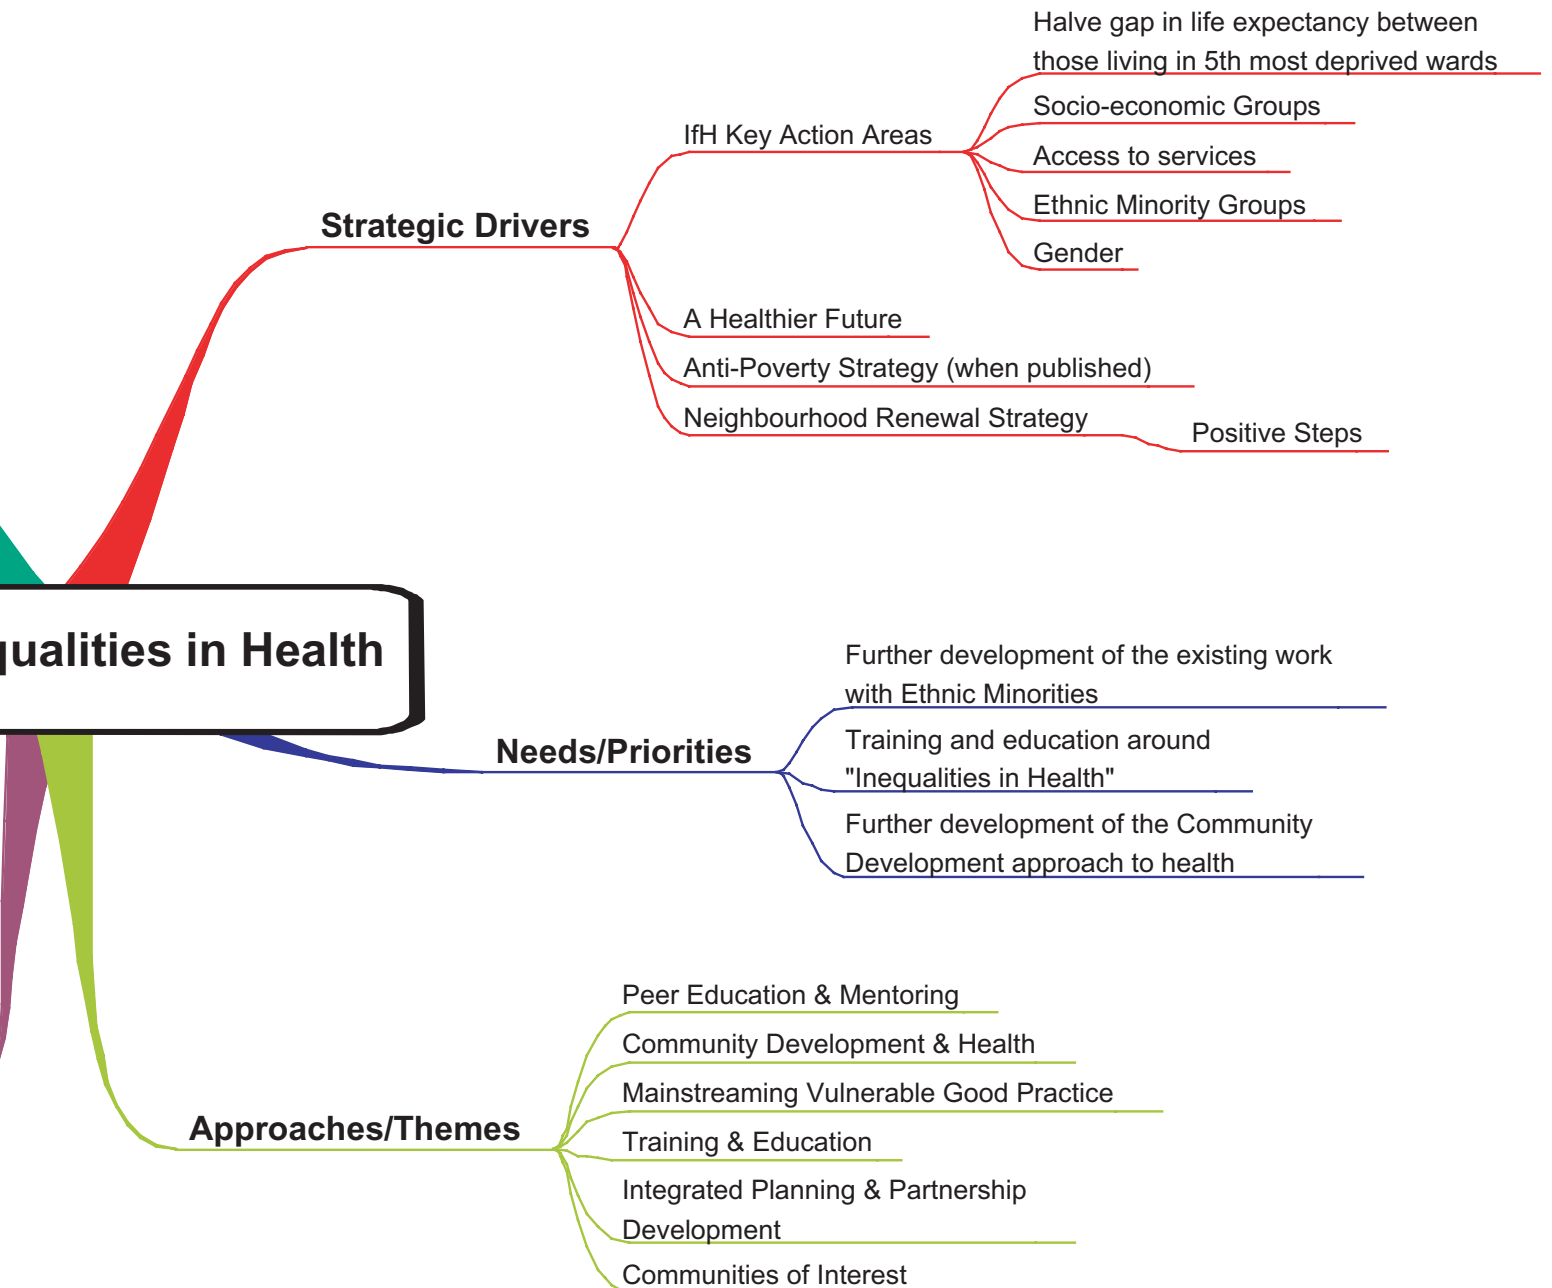 Halve gap in life expectancy between
those living in 5th most deprived wards
Socio-economic Groups
IfH Key Action Areas
Access to services
Ethnic Minority Groups
Strategic Drivers
Gender
A Healthier Future
Anti-Poverty Strategy (when published)
Neighbourhood Renewal Strategy
Positive Steps
qualities in Health
Further development of the existing work
with Ethnic Minorities
Needs/Priorities
Training and education around
"Inequalities in Health"
Further development of the Community
Development approach to health
Peer Education & Mentoring
Community Development & Health
Mainstreaming Vulnerable Good Practice
Approaches/Themes
Training & Education
Integrated Planning & Partnership
Development
Communities of Interest